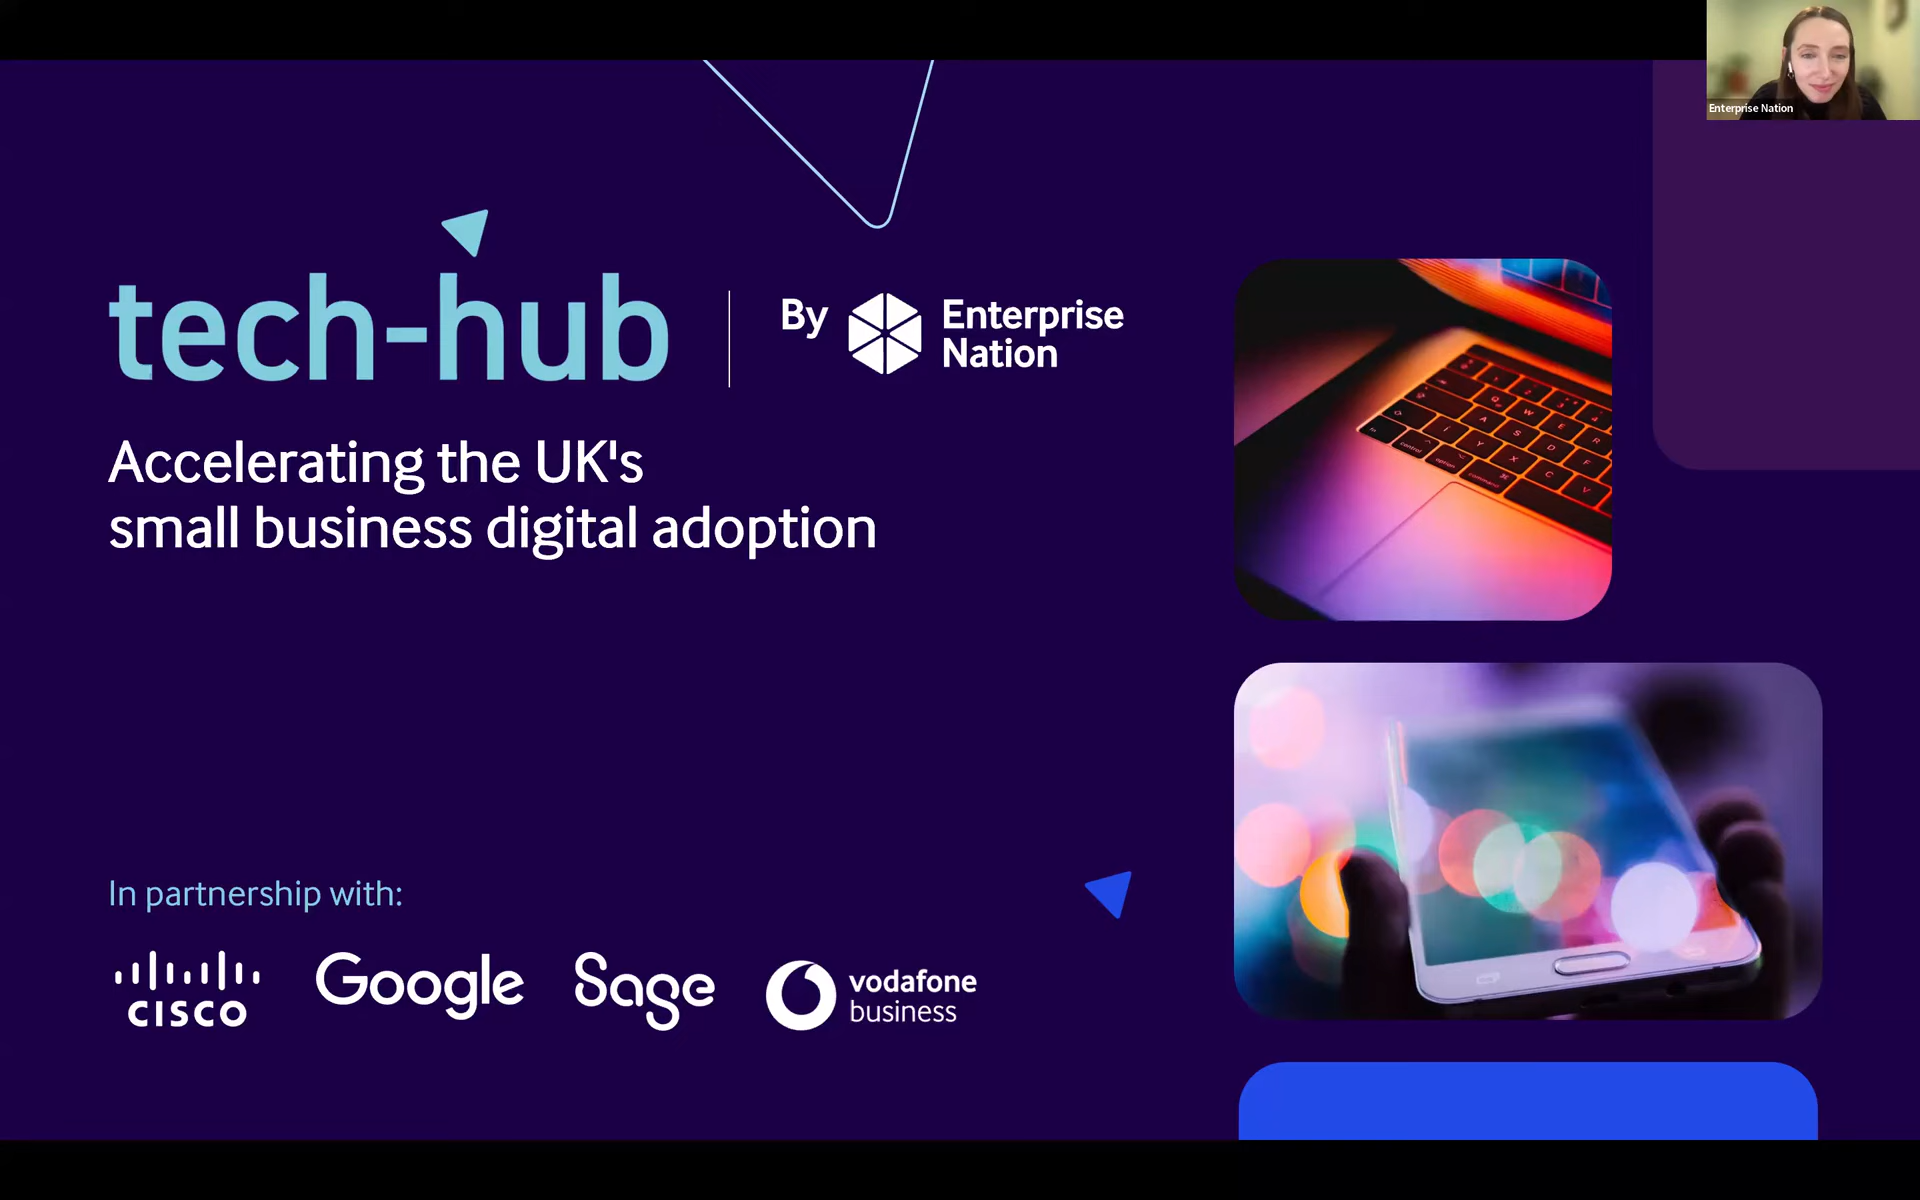 Enterprise Nation
tech-hub
By
Enterprise
Nation
Accelerating the UK's
small business digital adoption
In partnership with:
CISCO
Google
Sage
vodafone
business